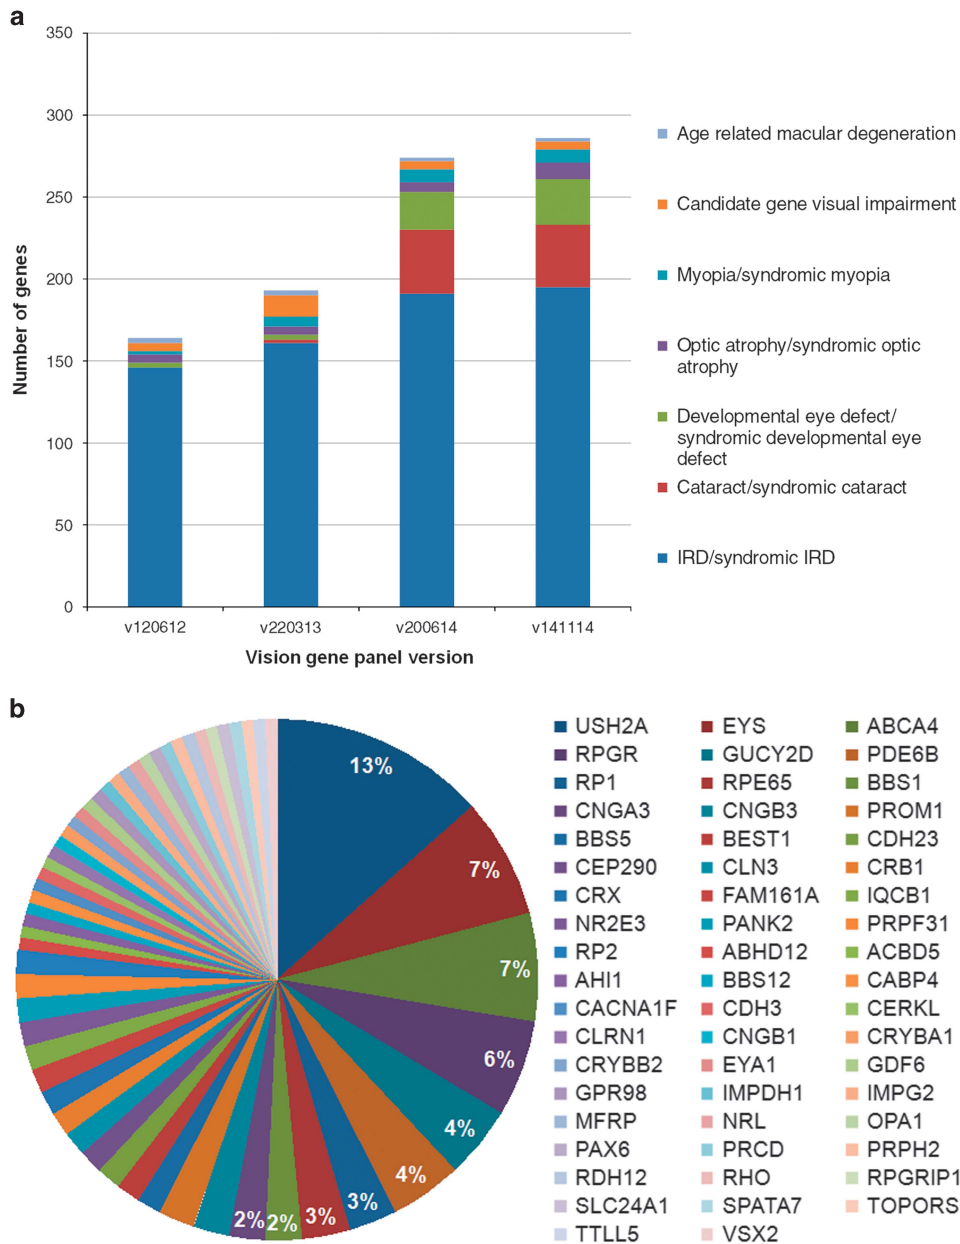 a
350
300
250
200
150
100
50
0
Number of genes
v120612
v220313
v200614
v141114
Vision gene panel version
Age related macular degeneration
Candidate gene visual impairment
Myopia/syndromic myopia
Optic atrophy/syndromic optic
atrophy
Developmental eye defect/
syndromic developmental eye
defect
Cataract/syndromic cataract
IRD/syndromic IRD
b
13%
7%
7%
6%
4%
4%
3%
3%
2%
2%
USH2A EYS ABCA4
RPGR GUCY2D PDE6B
RP1 RPE65 BBS1
CNGA3 CNGB3 PROM1
BBS5 BEST1 CDH23
CEP290 CLN3 CRB1
CRX FAM161A IQCB1
NR2E3 PANK2 PRPF31
RP2 ABHD12 ACBD5
AHI1 BBS12 CABP4
CACNA1F CDH3 CERKL
CLRN1 CNGB1 CRYBA1
CRYBB2 EYA1 GDF6
GPR98 IMPDH1 IMPG2
MFRP NRL OPA1
PAX6 PRCD PRPH2
RDH12 RHO RPGRIP1
SLC24A1 SPATA7 TOPORS
TTLL5 VSX2